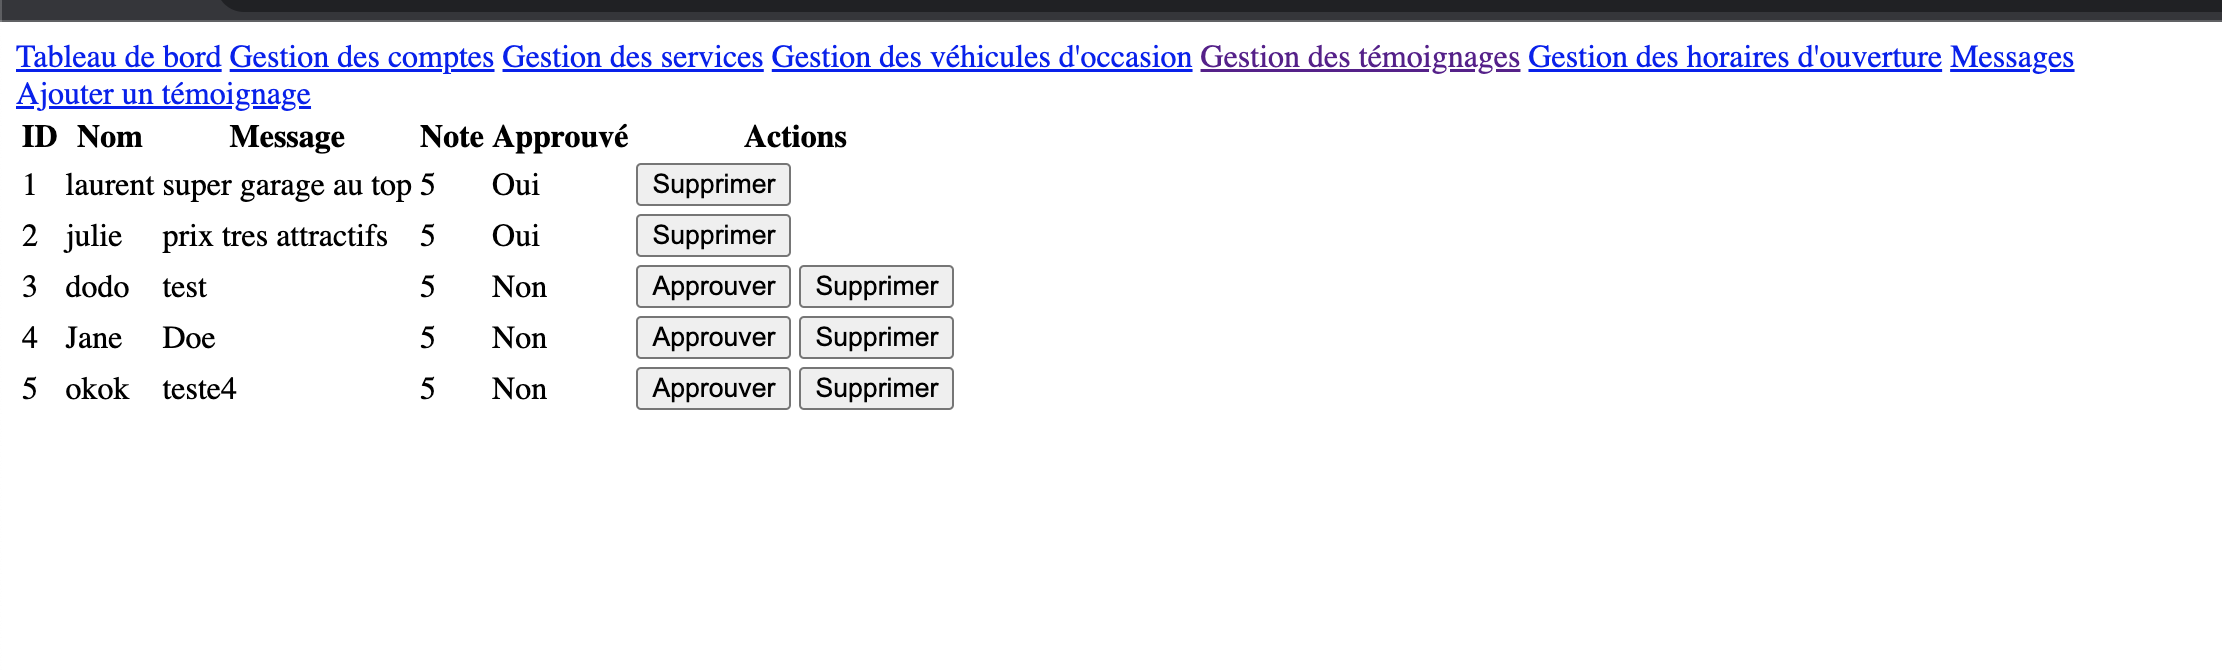 Tableau de bord Gestion des comptes Gestion des services Gestion des véhicules d'occasion Gestion des témoignages Gestion des horaires d'ouverture Messages
Ajouter un témoignage
ID Nom Message Note Approuvé Actions
1 laurent super garage au top 5 Oui Supprimer
2 julie prix tres attractifs 5 Oui Supprimer
3 dodo test 5 Non Approuver Supprimer
4 Jane Doe 5 Non Approuver Supprimer
5 okok teste4 5 Non Approuver Supprimer